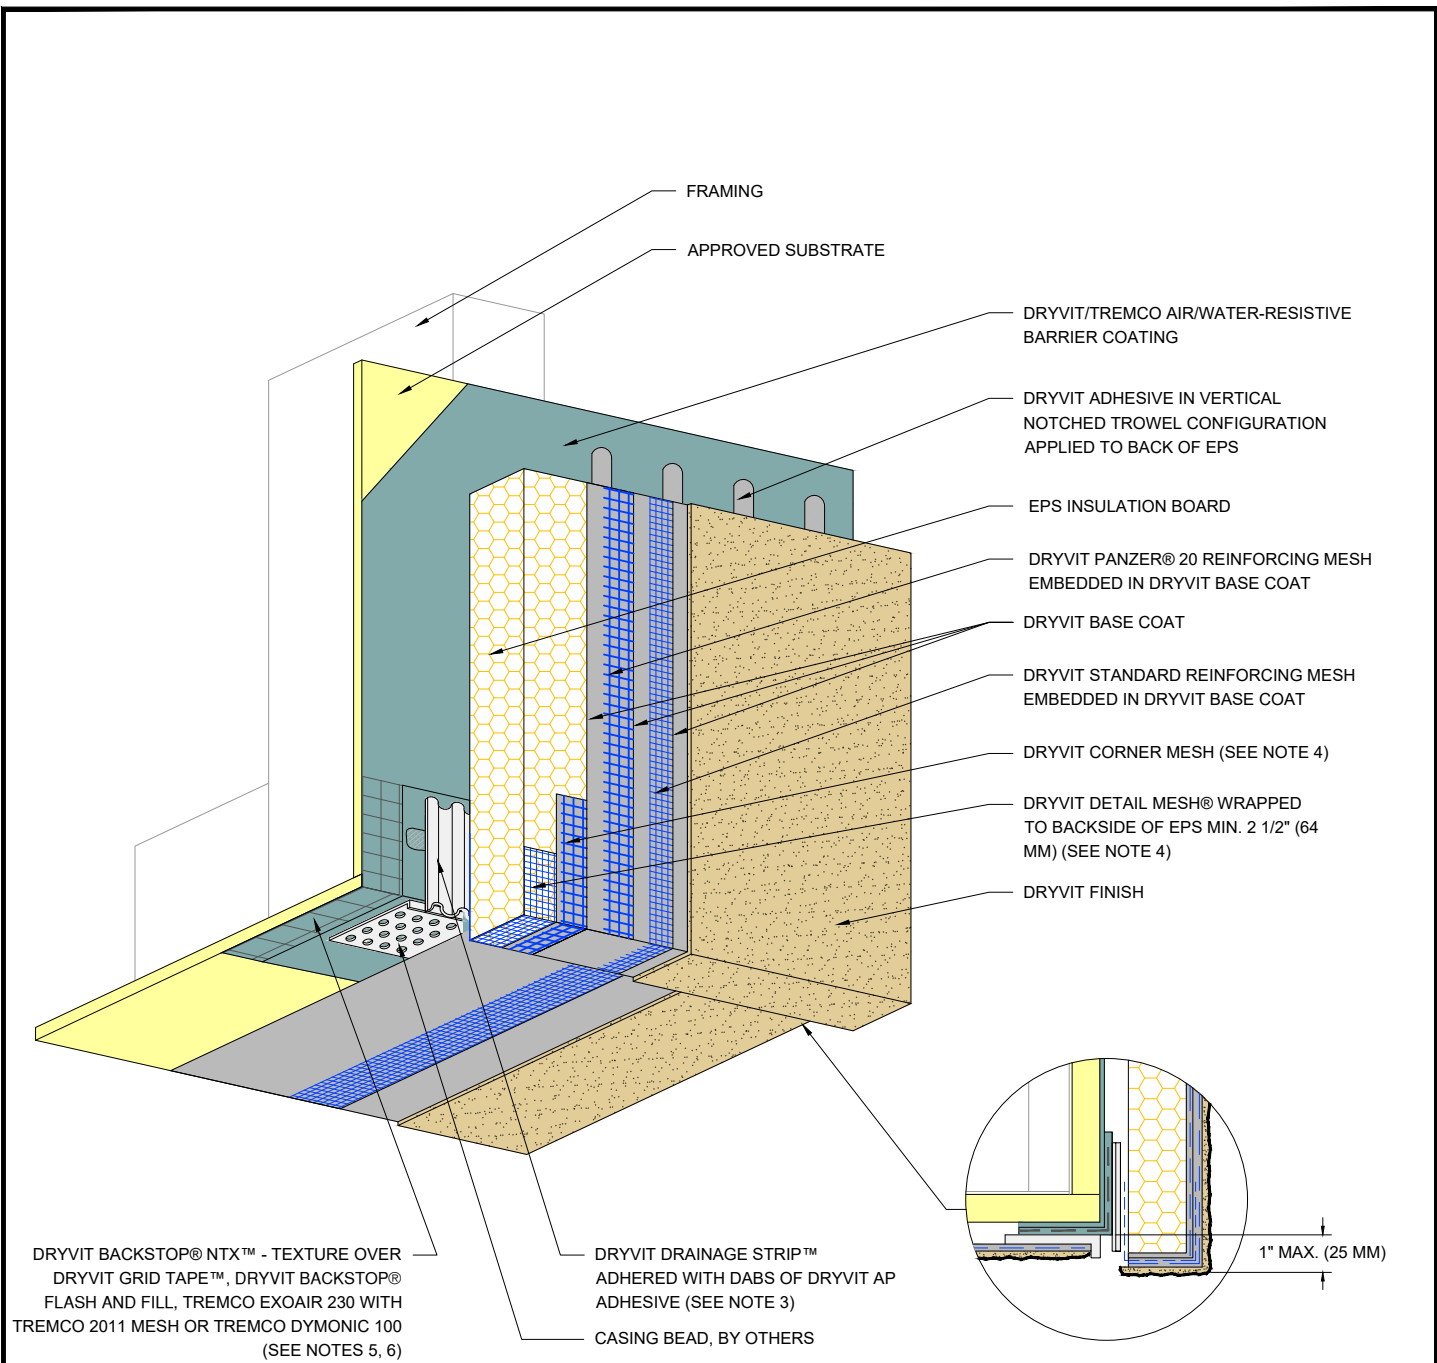 FRAMING
APPROVED SUBSTRATE
DRYVIT/TREMCO AIR/WATER-RESISTIVE
BARRIER COATING
DRYVIT ADHESIVE IN VERTICAL
NOTCHED TROWEL CONFIGURATION
APPLIED TO BACK OF EPS
EPS INSULATION BOARD
DRYVIT PANZER® 20 REINFORCING MESH
EMBEDDED IN DRYVIT BASE COAT
DRYVIT BASE COAT
DRYVIT STANDARD REINFORCING MESH
EMBEDDED IN DRYVIT BASE COAT
DRYVIT CORNER MESH (SEE NOTE 4)
DRYVIT DETAIL MESH® WRAPPED
TO BACKSIDE OF EPS MIN. 2 1/2" (64
MM) (SEE NOTE 4)
DRYVIT FINISH
1" MAX. (25 MM)
DRYVIT BACKSTOP® NTX™ - TEXTURE OVER
DRYVIT GRID TAPE™, DRYVIT BACKSTOP®
FLASH AND FILL, TREMCO EXOAIR 230 WITH
TREMCO 2011 MESH OR TREMCO DYMONIC 100
(SEE NOTES 5, 6)
DRYVIT DRAINAGE STRIP™
ADHERED WITH DABS OF DRYVIT AP
ADHESIVE (SEE NOTE 3)
CASING BEAD, BY OTHERS